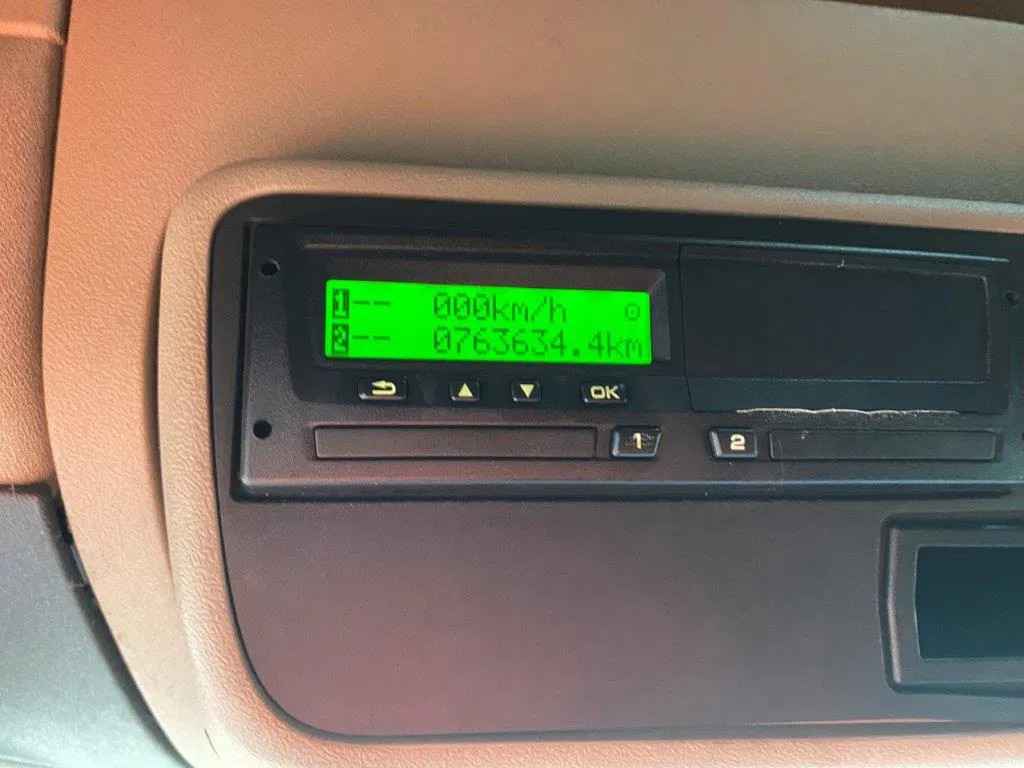 1-- 000km/h ⊙
2-- 0763634.4km
▲ ▼ OK
1 2